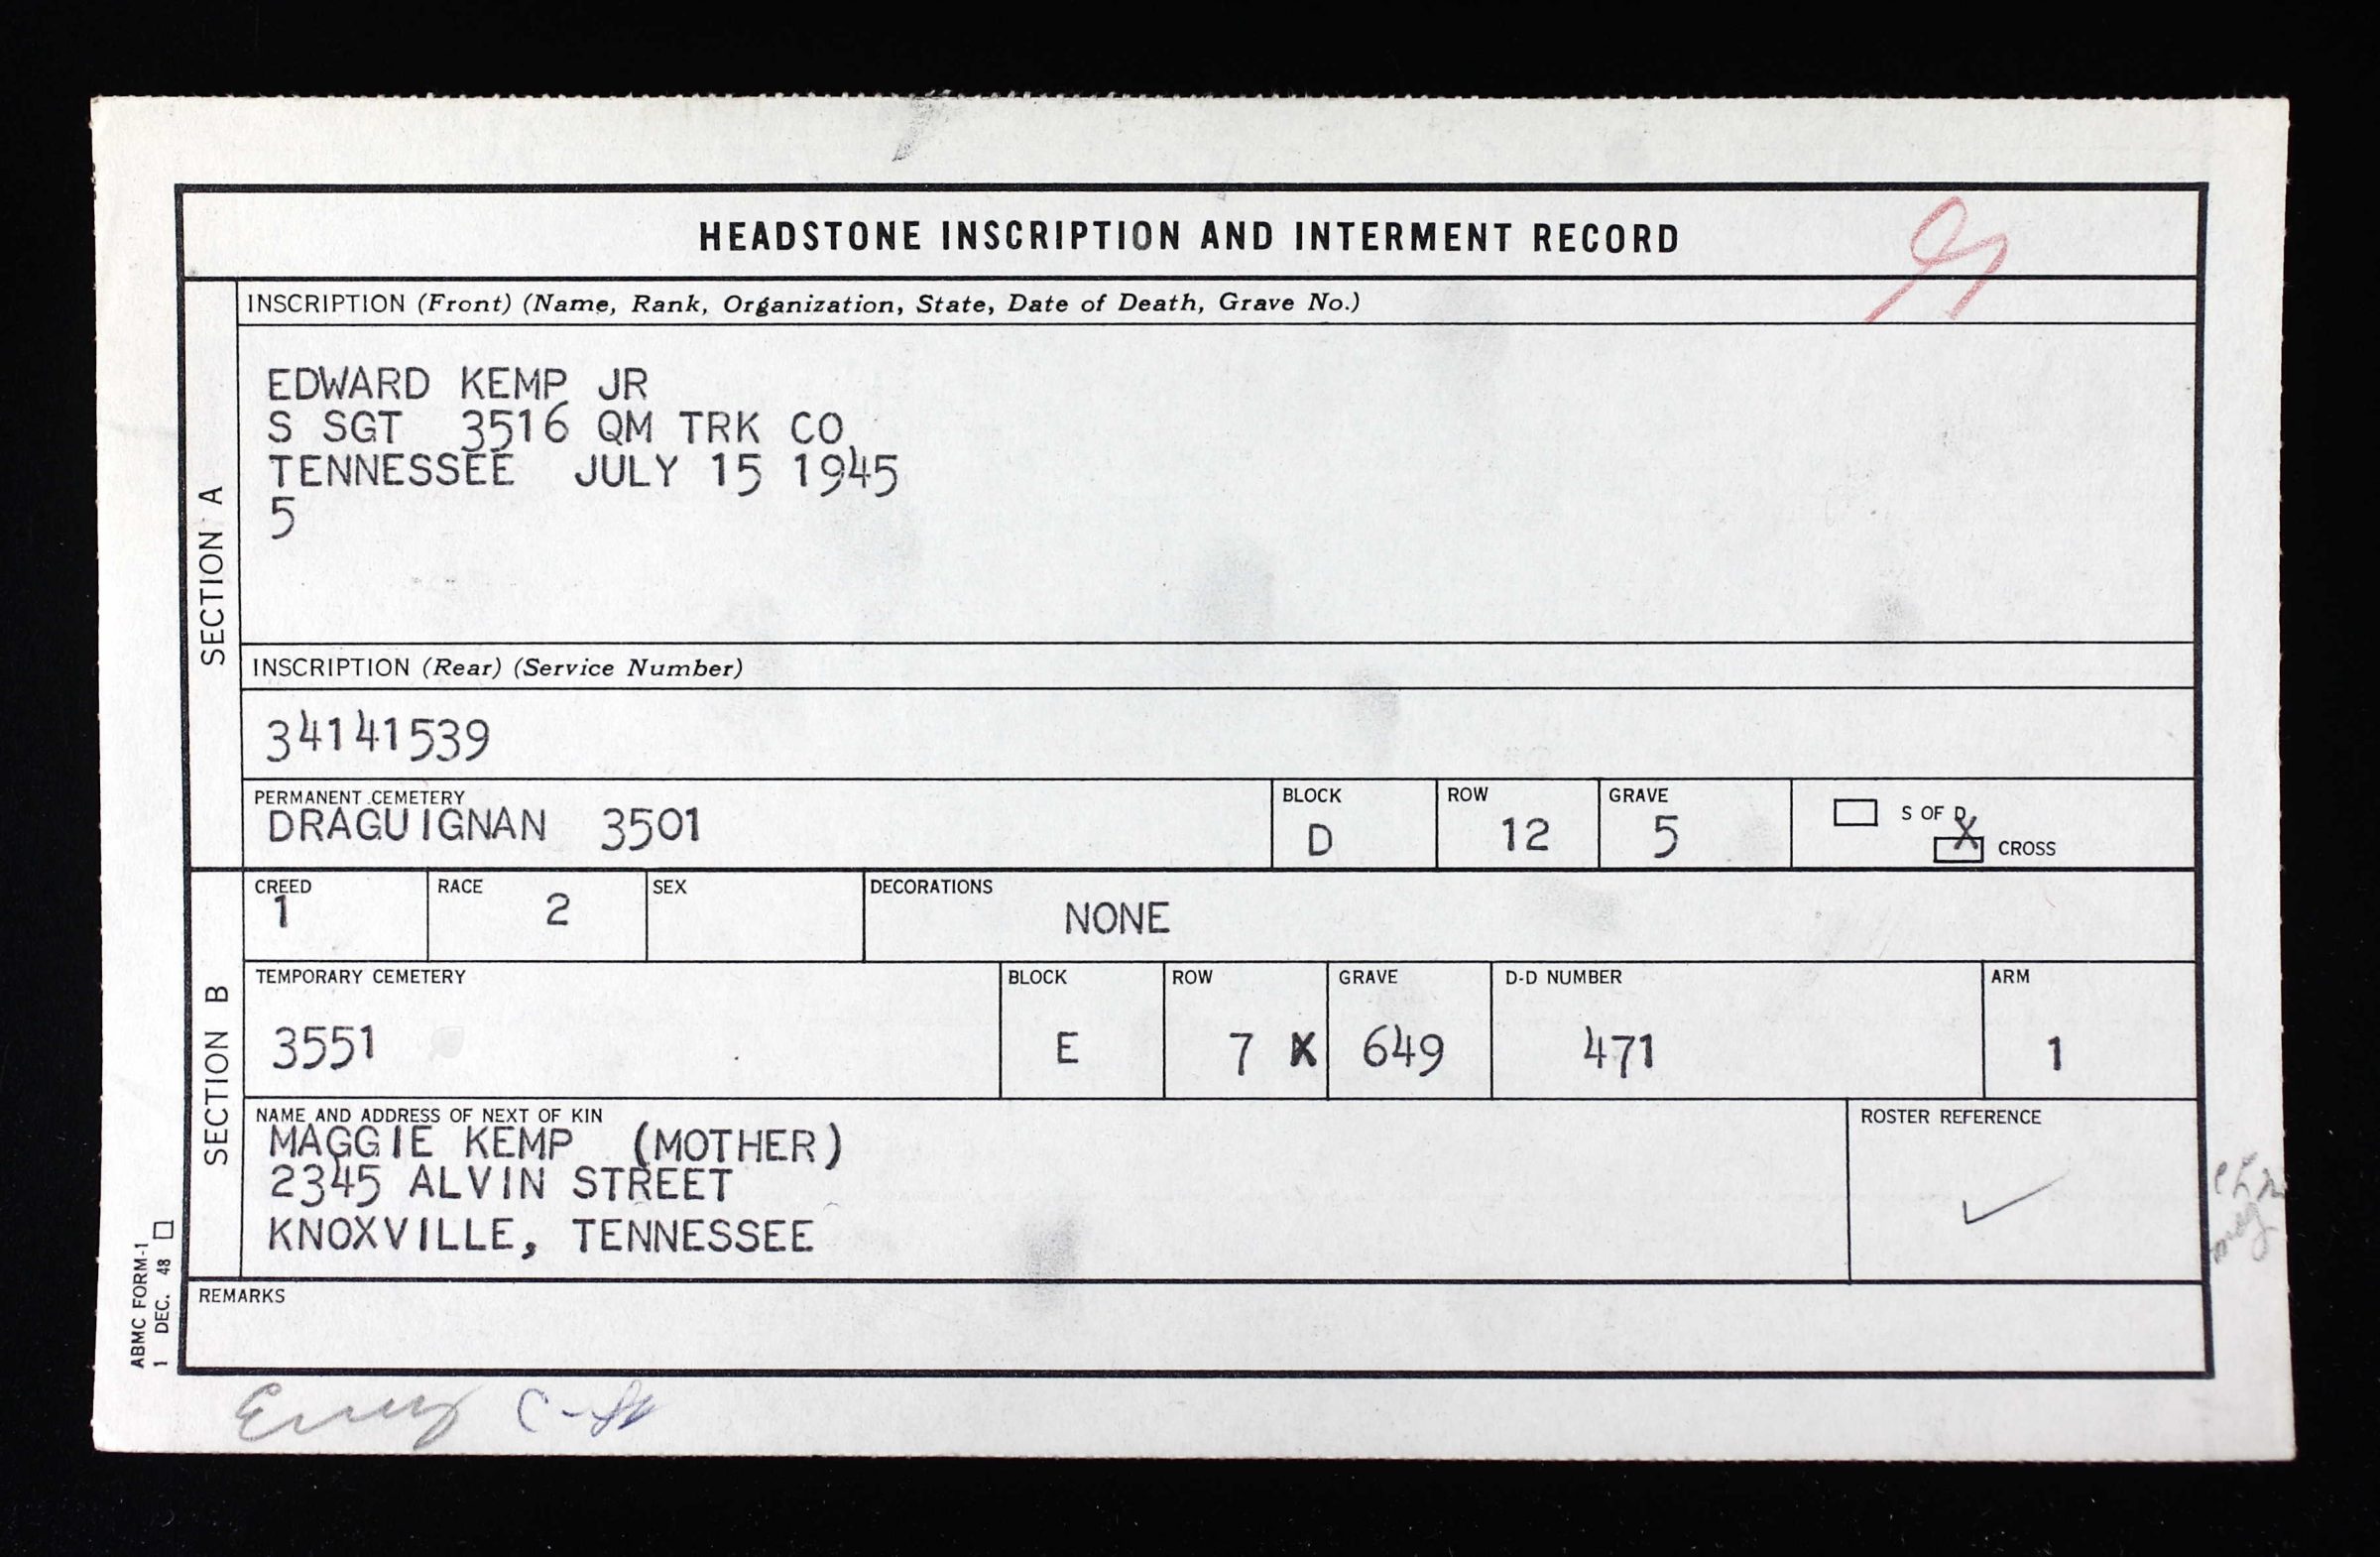 HEADSTONE INSCRIPTION AND INTERMENT RECORD
SECTION A
INSCRIPTION (Front) (Name, Rank, Organization, State, Date of Death, Grave No.)
EDWARD KEMP JR
S SGT 3516 QM TRK CO
TENNESSEE JULY 15 1945
5
INSCRIPTION (Rear) (Service Number)
34141539
PERMANENT CEMETERY BLOCK ROW GRAVE
DRAGUIGNAN 3501 D 12 5
S OF D
X CROSS
SECTION B
CREED RACE SEX DECORATIONS
1 2 NONE
TEMPORARY CEMETERY BLOCK ROW GRAVE D-D NUMBER ARM
3551 E 7 X 649 471 1
NAME AND ADDRESS OF NEXT OF KIN ROSTER REFERENCE
MAGGIE KEMP (MOTHER)
2345 ALVIN STREET
KNOXVILLE, TENNESSEE
REMARKS
ABMC FORM-1
1 DEC. 48